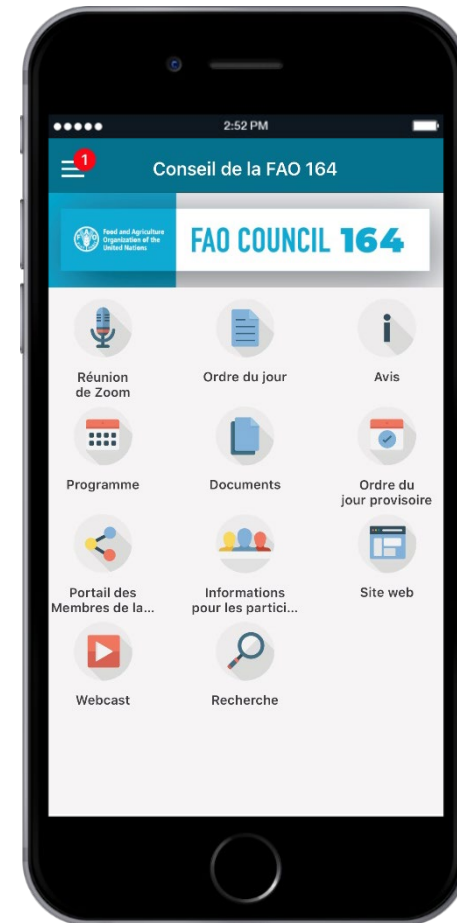 2:52 PM
1
Conseil de la FAO 164
Food and Agriculture
Organization of the
United Nations
FAO COUNCIL 164
Réunion
de Zoom
Ordre du jour
Avis
Programme
Documents
Ordre du
jour provisoire
Portail des
Membres de la...
Informations
pour les partici...
Site web
Webcast
Recherche